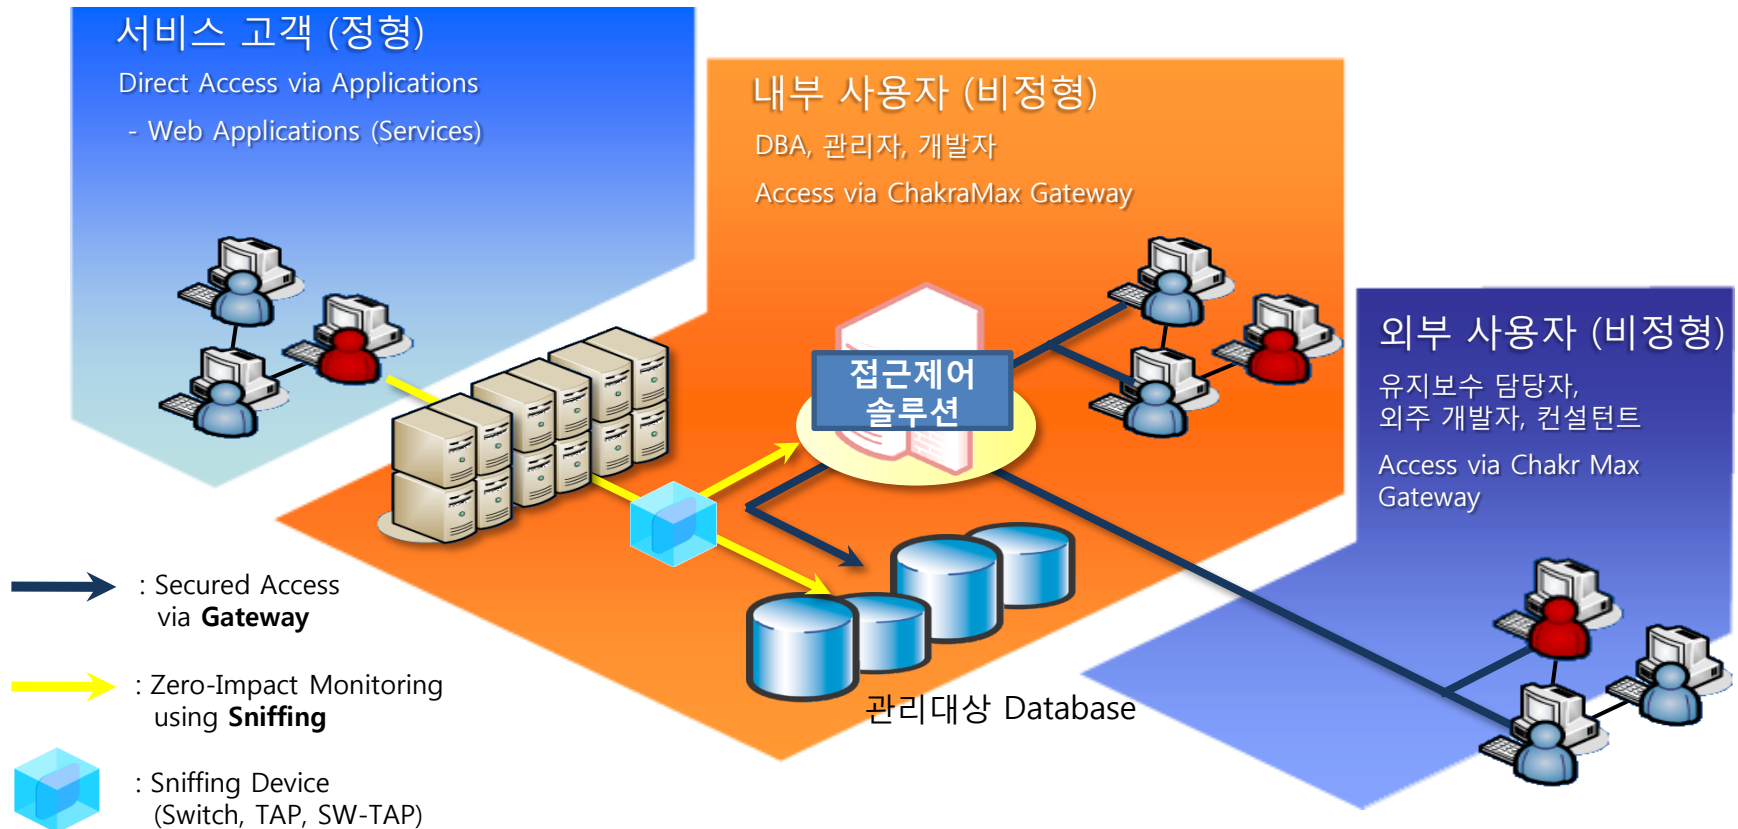 서비스 고객 (정형)
Direct Access via Applications
- Web Applications (Services)
내부 사용자 (비정형)
DBA, 관리자, 개발자
Access via ChakraMax Gateway
외부 사용자 (비정형)
유지보수 담당자,
외주 개발자, 컨설턴트
Access via Chakr Max
Gateway
접근제어
솔루션
관리대상 Database
: Secured Access
via Gateway
: Zero-Impact Monitoring
using Sniffing
: Sniffing Device
(Switch, TAP, SW-TAP)